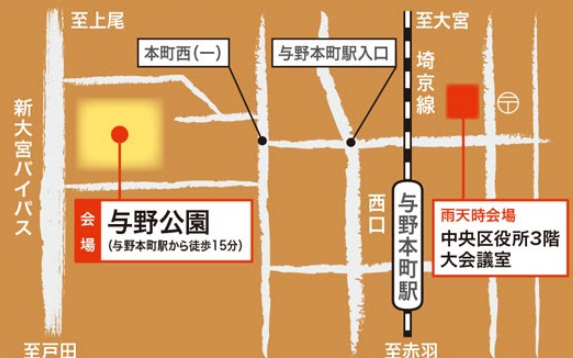 至上尾
至大宮
本町西(一)
与野本町駅入口
埼京線
〒
新大宮バイパス
会場
与野公園
(与野本町駅から徒歩15分)
西口
与野本町駅
雨天時会場
中央区役所3階
大会議室
至戸田
至赤羽